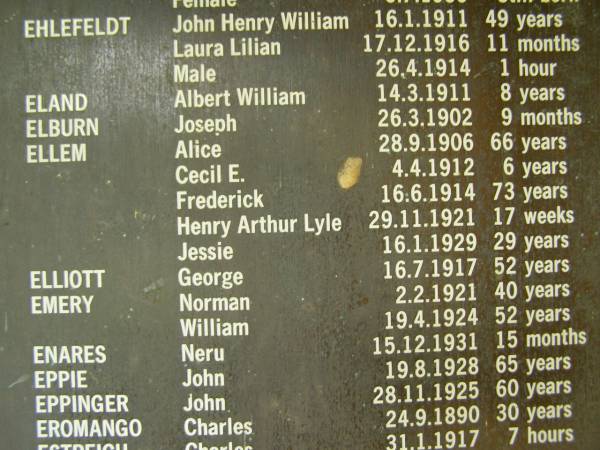 Female
EHLEFELDT John Henry William 16.1.1911 49 years
Laura Lilian 17.12.1916 11 months
Male 26.4.1914 1 hour
ELAND Albert William 14.3.1911 8 years
ELBURN Joseph 26.3.1902 9 months
ELLEM Alice 28.9.1906 66 years
Cecil E. 4.4.1912 6 years
Frederick 16.6.1914 73 years
Henry Arthur Lyle 29.11.1921 17 weeks
Jessie 16.1.1929 29 years
ELLIOTT George 16.7.1917 52 years
EMERY Norman 2.2.1921 40 years
William 19.4.1924 52 years
ENARES Neru 15.12.1931 15 months
EPPIE John 19.8.1928 65 years
EPPINGER John 28.11.1925 60 years
EROMANGO Charles 24.9.1890 30 years
ESTREICH Charles 31.1.1917 7 hours